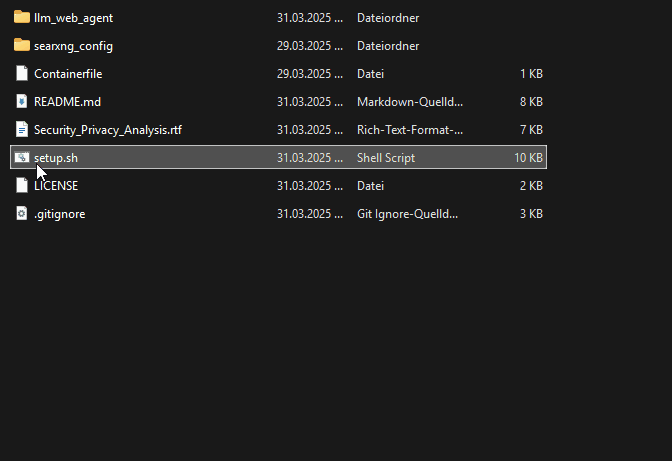 llm_web_agent 31.03.2025 ... Dateiordner
searxng_config 29.03.2025 ... Dateiordner
Containerfile 29.03.2025 ... Datei 1 KB
README.md 31.03.2025 ... Markdown-Quelld... 8 KB
Security_Privacy_Analysis.rtf 31.03.2025 ... Rich-Text-Format-... 7 KB
setup.sh 31.03.2025 ... Shell Script 10 KB
LICENSE 31.03.2025 ... Datei 2 KB
.gitignore 31.03.2025 ... Git Ignore-Quelld... 3 KB